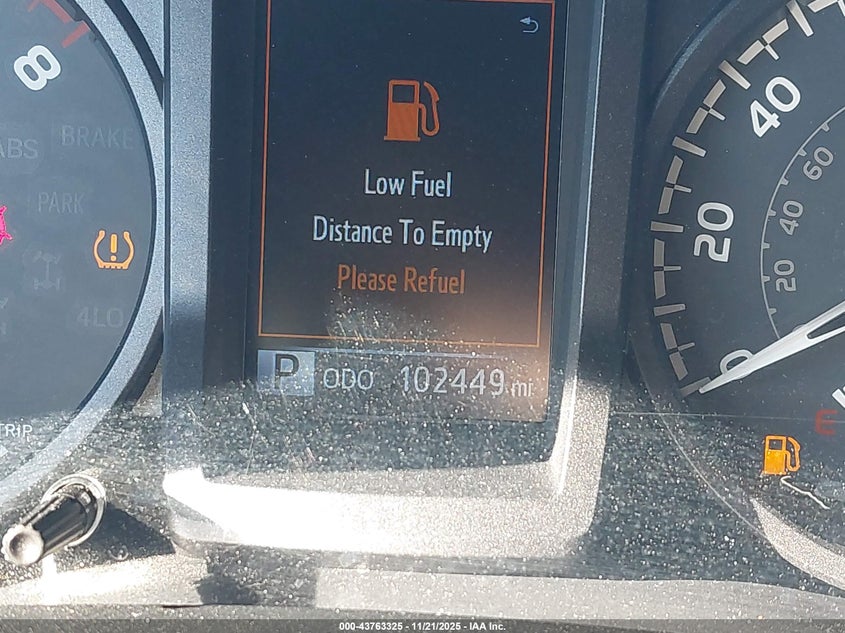 8
ABS
BRAKE
PARK
4LO
TRIP
Low Fuel
Distance To Empty
Please Refuel
P ODO 102449 mi
40
60
20
40
20
0
E
000-43763325 - 11/21/2025 - IAA Inc.